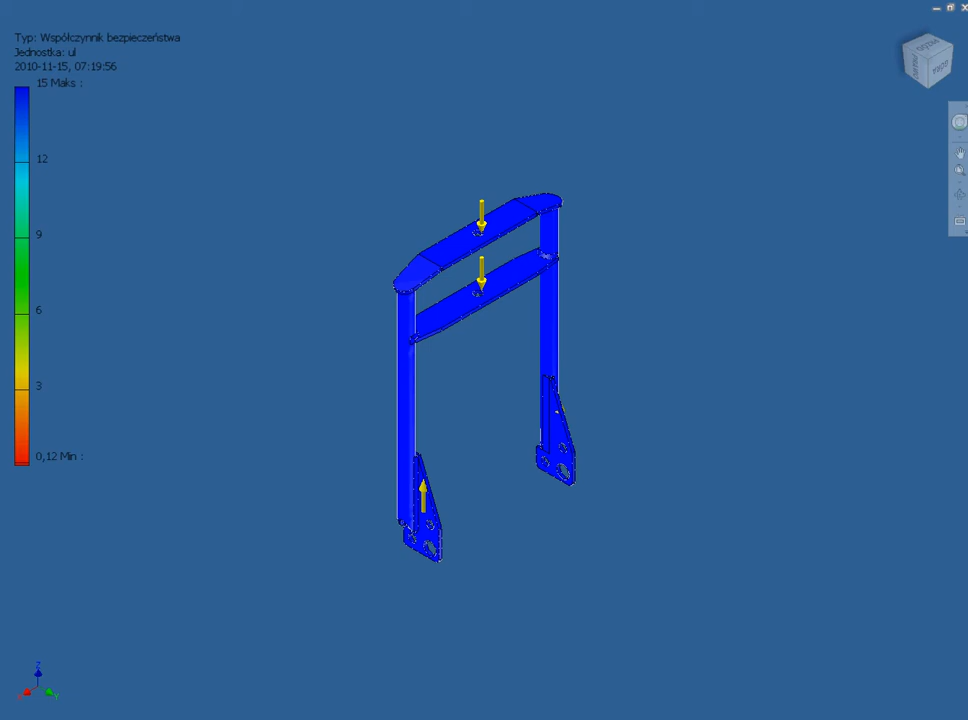 Typ: Współczynnik bezpieczeństwa
Jednostka: ul
2010-11-15, 07:19:56
15 Maks :
12
9
6
3
0,12 Min :
Z
Y